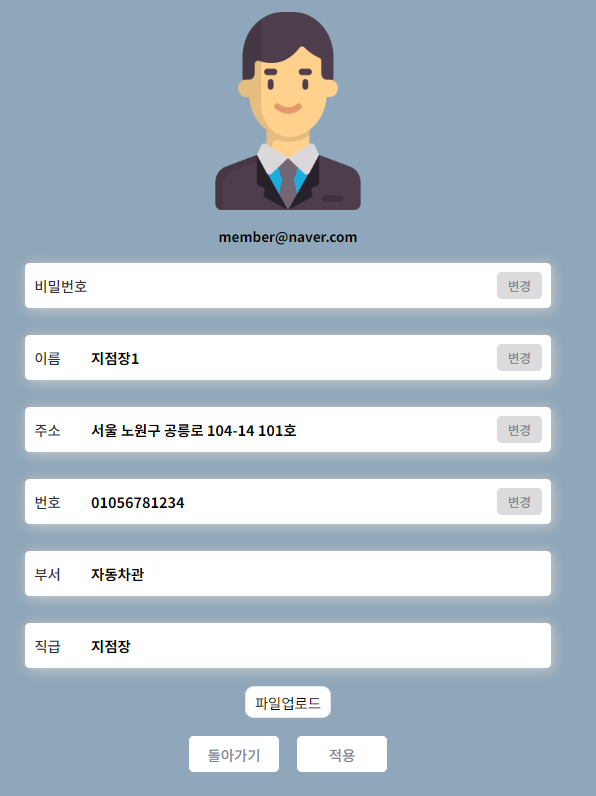 member@naver.com
비밀번호 변경
이름 지점장1 변경
주소 서울 노원구 공릉로 104-14 101호 변경
번호 01056781234 변경
부서 자동차관
직급 지점장
파일업로드
돌아가기 적용